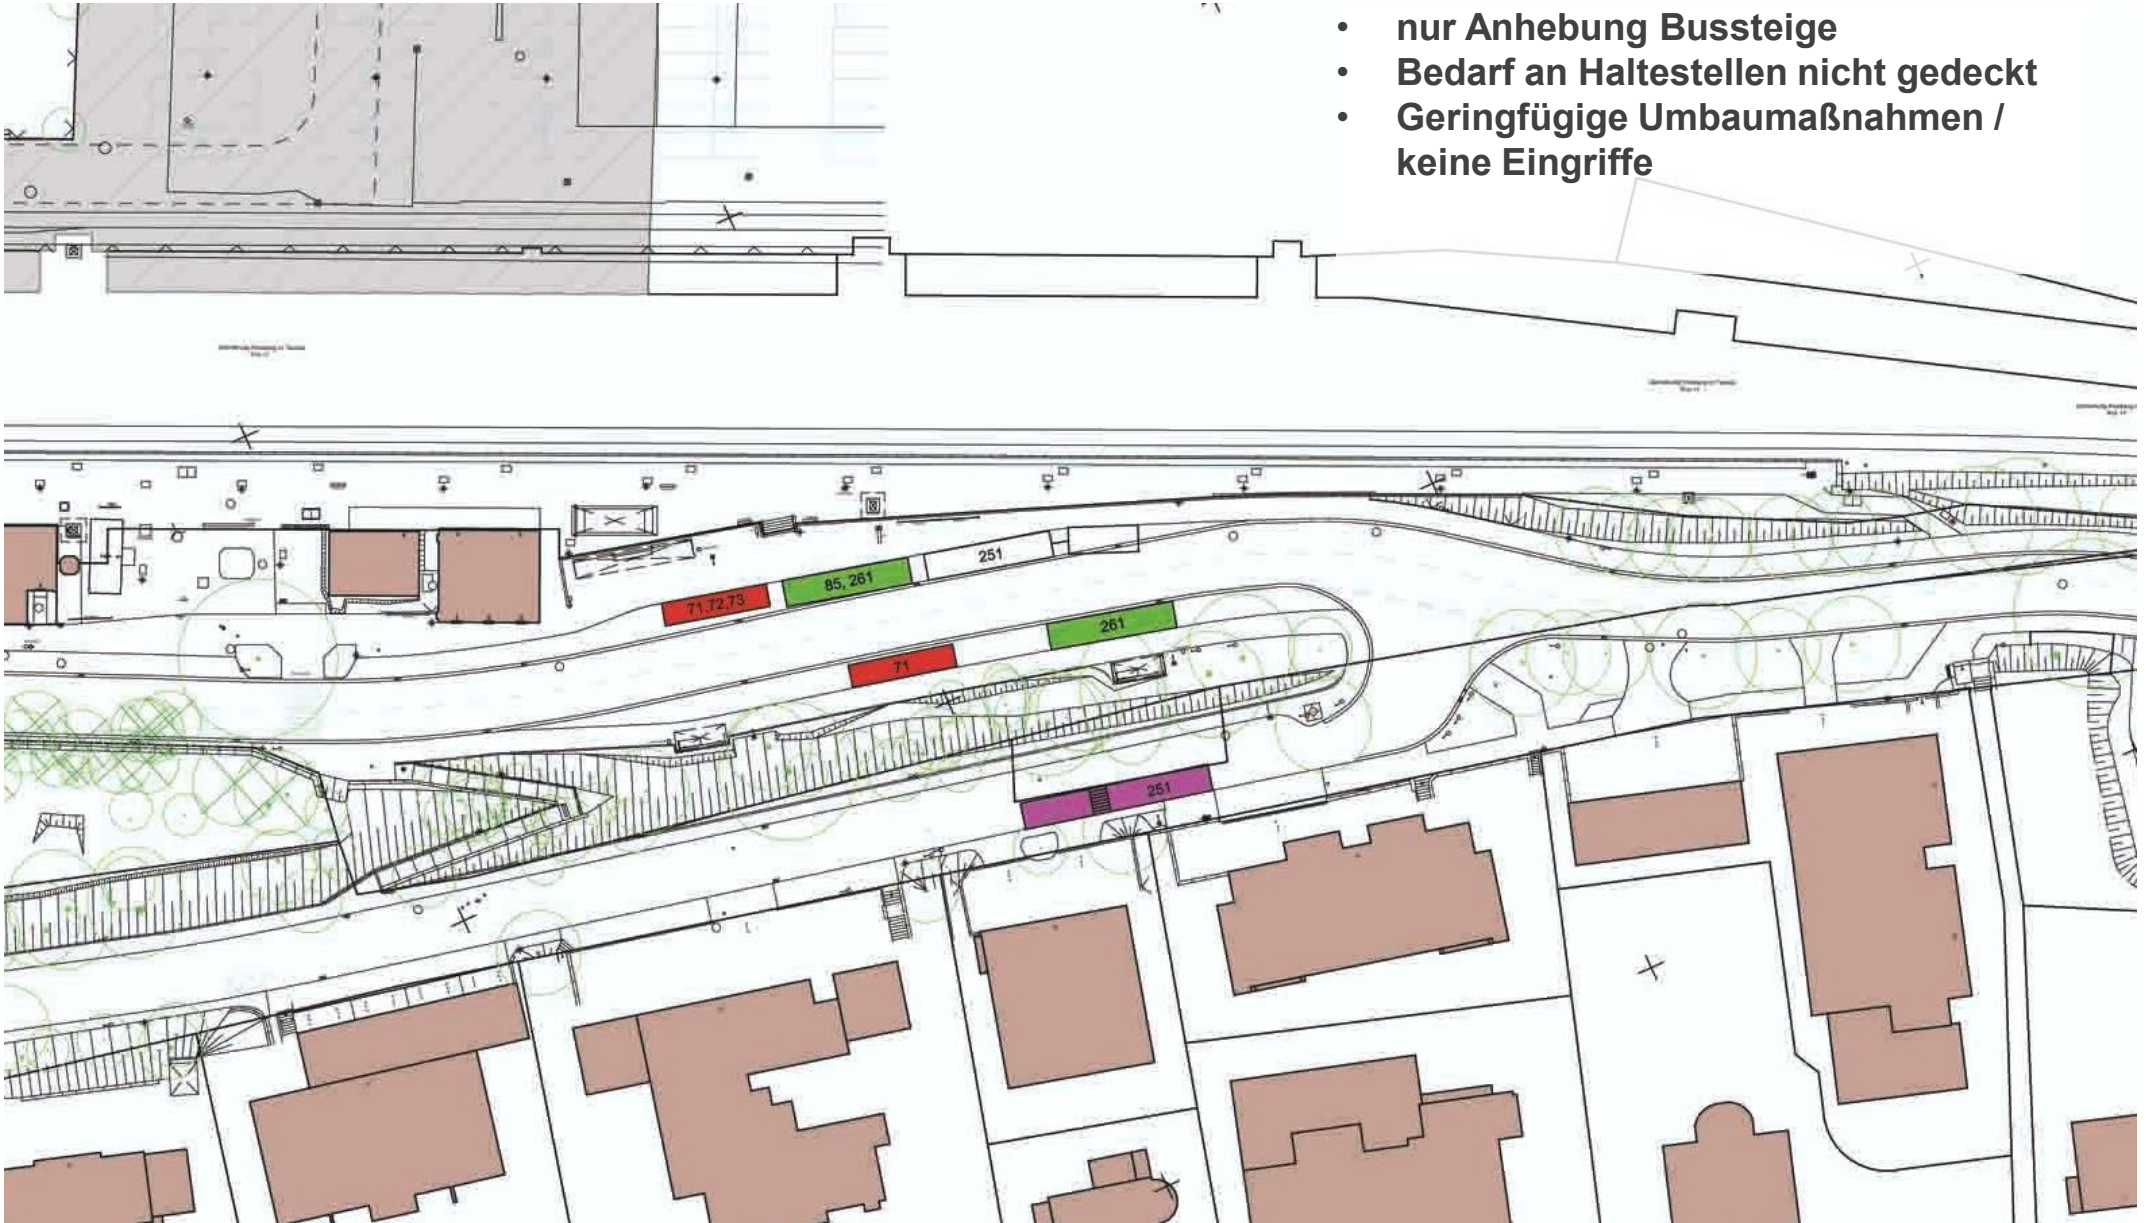 • nur Anhebung Bussteige
• Bedarf an Haltestellen nicht gedeckt
• Geringfügige Umbaumaßnahmen /
keine Eingriffe
251
85, 261
71,72,73
261
71
251